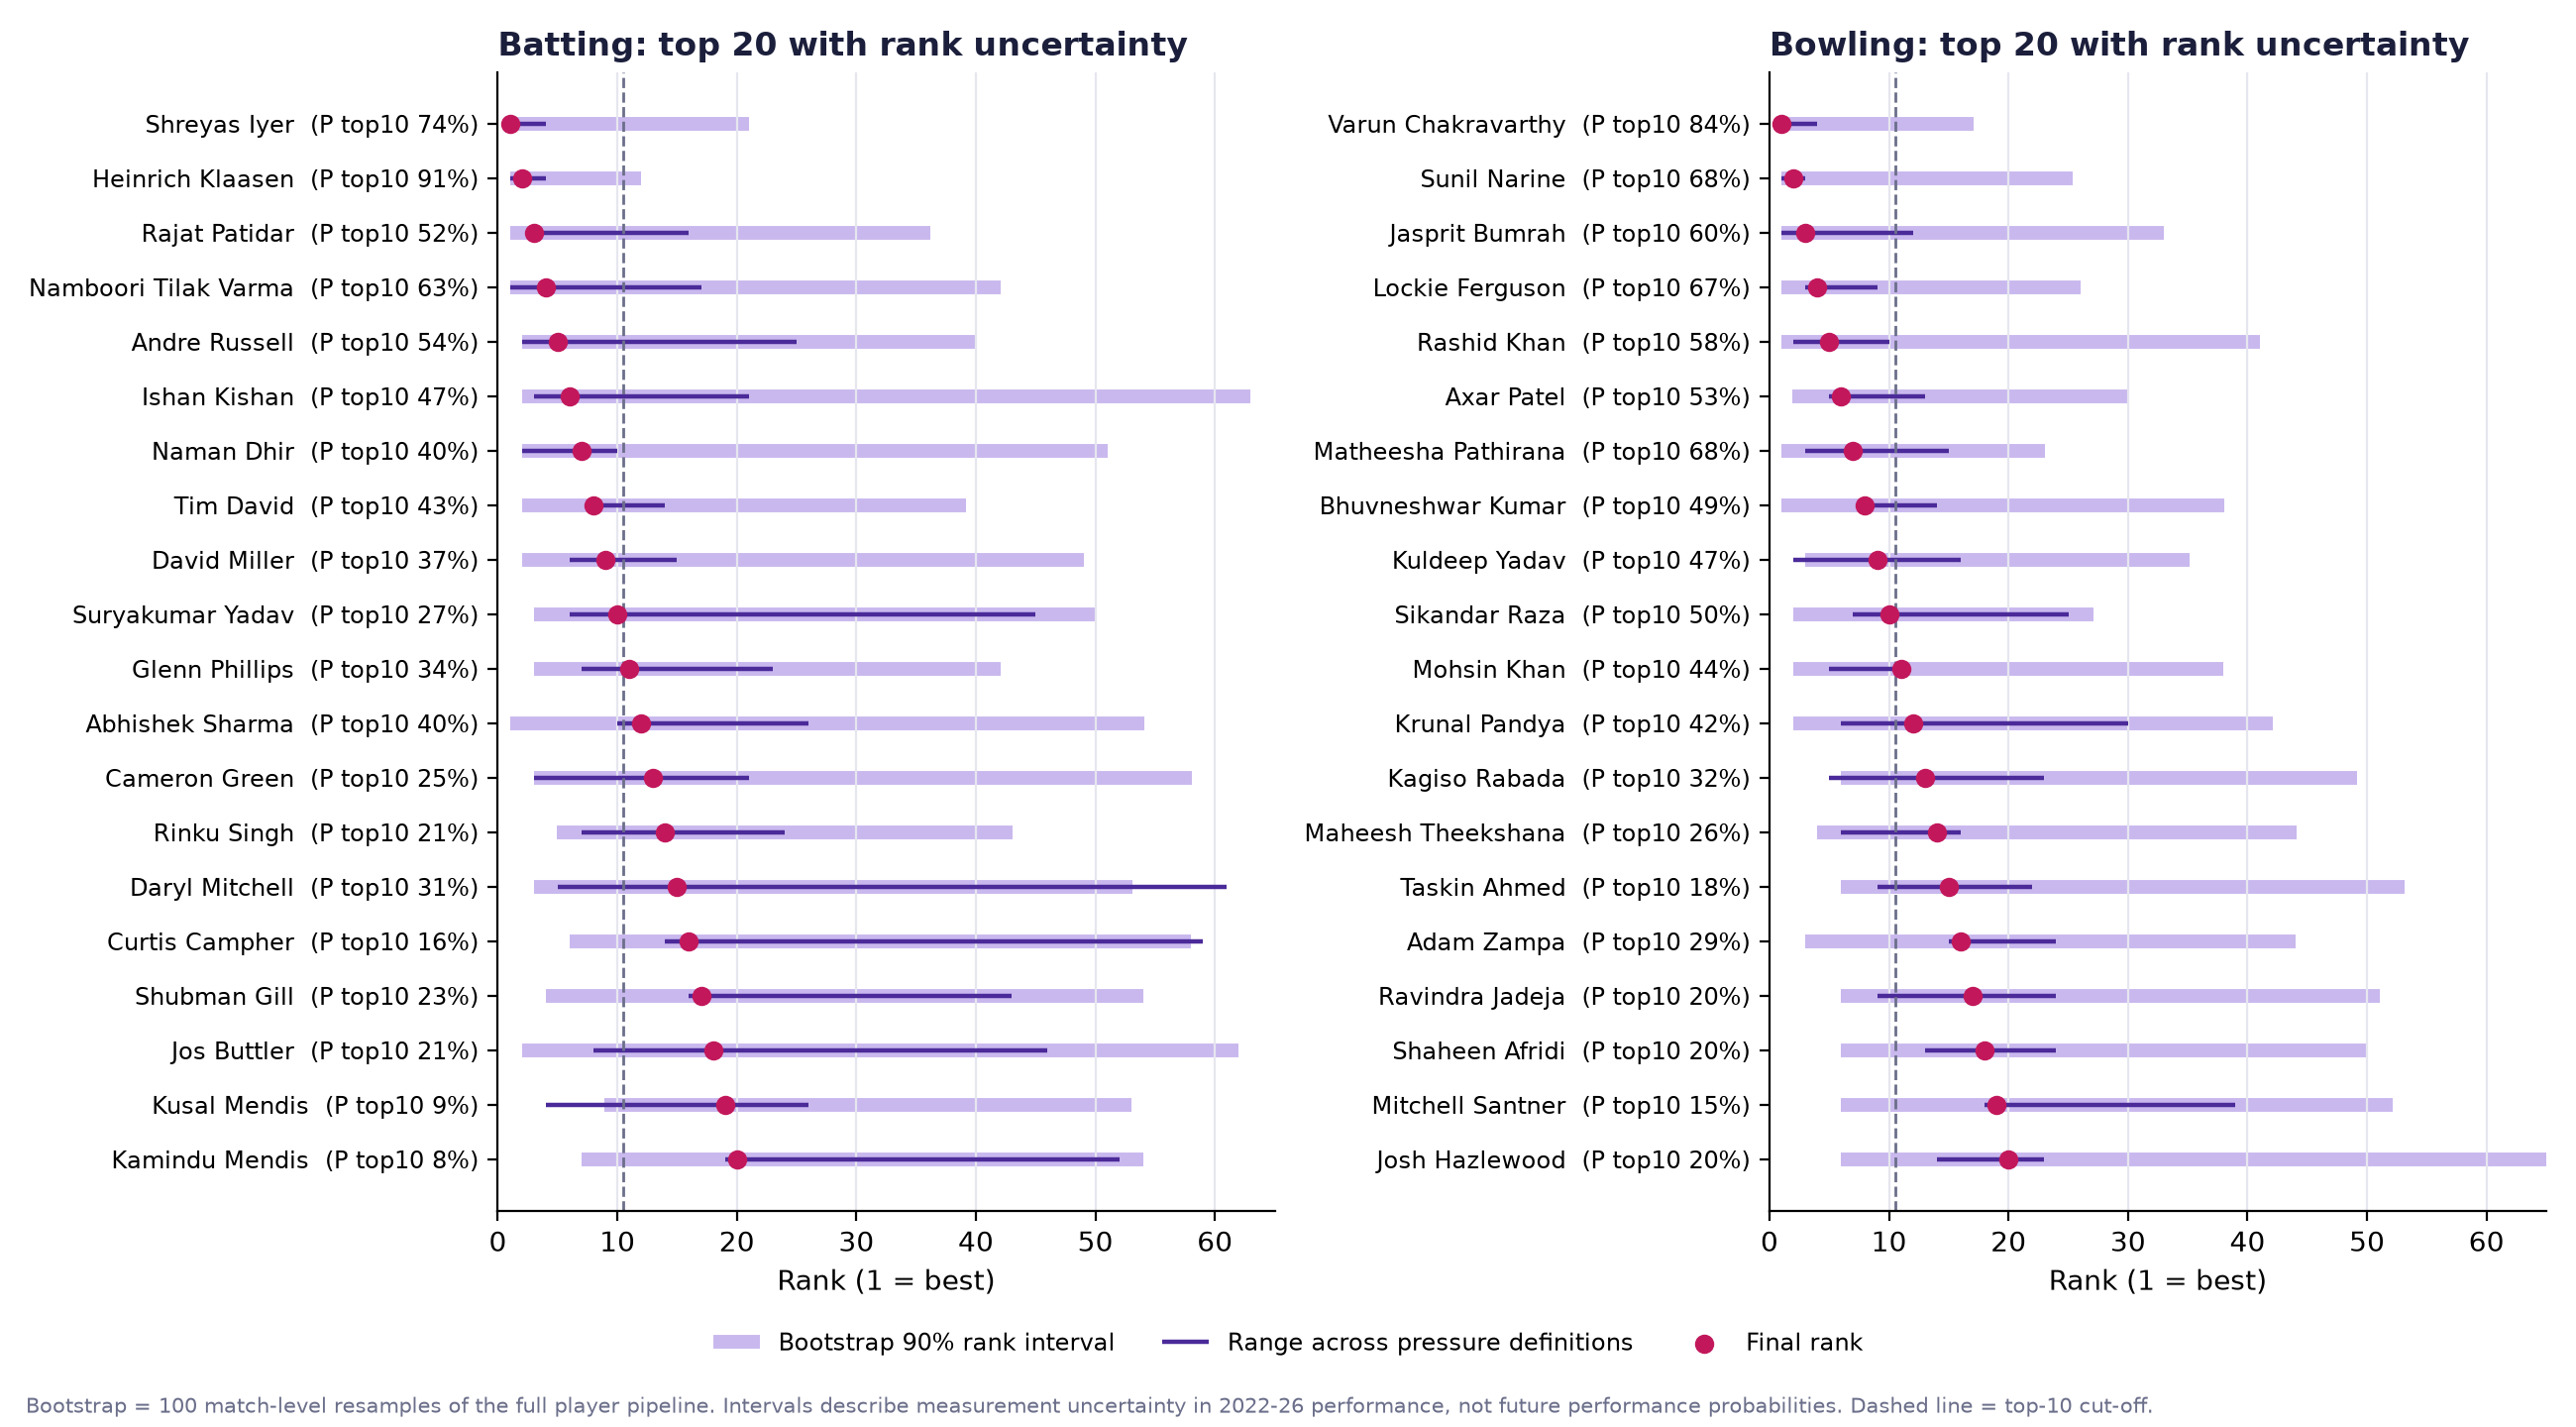 Batting: top 20 with rank uncertainty
Shreyas Iyer (P top10 74%)
Heinrich Klaasen (P top10 91%)
Rajat Patidar (P top10 52%)
Namboori Tilak Varma (P top10 63%)
Andre Russell (P top10 54%)
Ishan Kishan (P top10 47%)
Naman Dhir (P top10 40%)
Tim David (P top10 43%)
David Miller (P top10 37%)
Suryakumar Yadav (P top10 27%)
Glenn Phillips (P top10 34%)
Abhishek Sharma (P top10 40%)
Cameron Green (P top10 25%)
Rinku Singh (P top10 21%)
Daryl Mitchell (P top10 31%)
Curtis Campher (P top10 16%)
Shubman Gill (P top10 23%)
Jos Buttler (P top10 21%)
Kusal Mendis (P top10 9%)
Kamindu Mendis (P top10 8%)
0 10 20 30 40 50 60
Rank (1 = best)
Bowling: top 20 with rank uncertainty
Varun Chakravarthy (P top10 84%)
Sunil Narine (P top10 68%)
Jasprit Bumrah (P top10 60%)
Lockie Ferguson (P top10 67%)
Rashid Khan (P top10 58%)
Axar Patel (P top10 53%)
Matheesha Pathirana (P top10 68%)
Bhuvneshwar Kumar (P top10 49%)
Kuldeep Yadav (P top10 47%)
Sikandar Raza (P top10 50%)
Mohsin Khan (P top10 44%)
Krunal Pandya (P top10 42%)
Kagiso Rabada (P top10 32%)
Maheesh Theekshana (P top10 26%)
Taskin Ahmed (P top10 18%)
Adam Zampa (P top10 29%)
Ravindra Jadeja (P top10 20%)
Shaheen Afridi (P top10 20%)
Mitchell Santner (P top10 15%)
Josh Hazlewood (P top10 20%)
0 10 20 30 40 50 60
Rank (1 = best)
Bootstrap 90% rank interval
Range across pressure definitions
Final rank
Bootstrap = 100 match-level resamples of the full player pipeline. Intervals describe measurement uncertainty in 2022-26 performance, not future performance probabilities. Dashed line = top-10 cut-off.